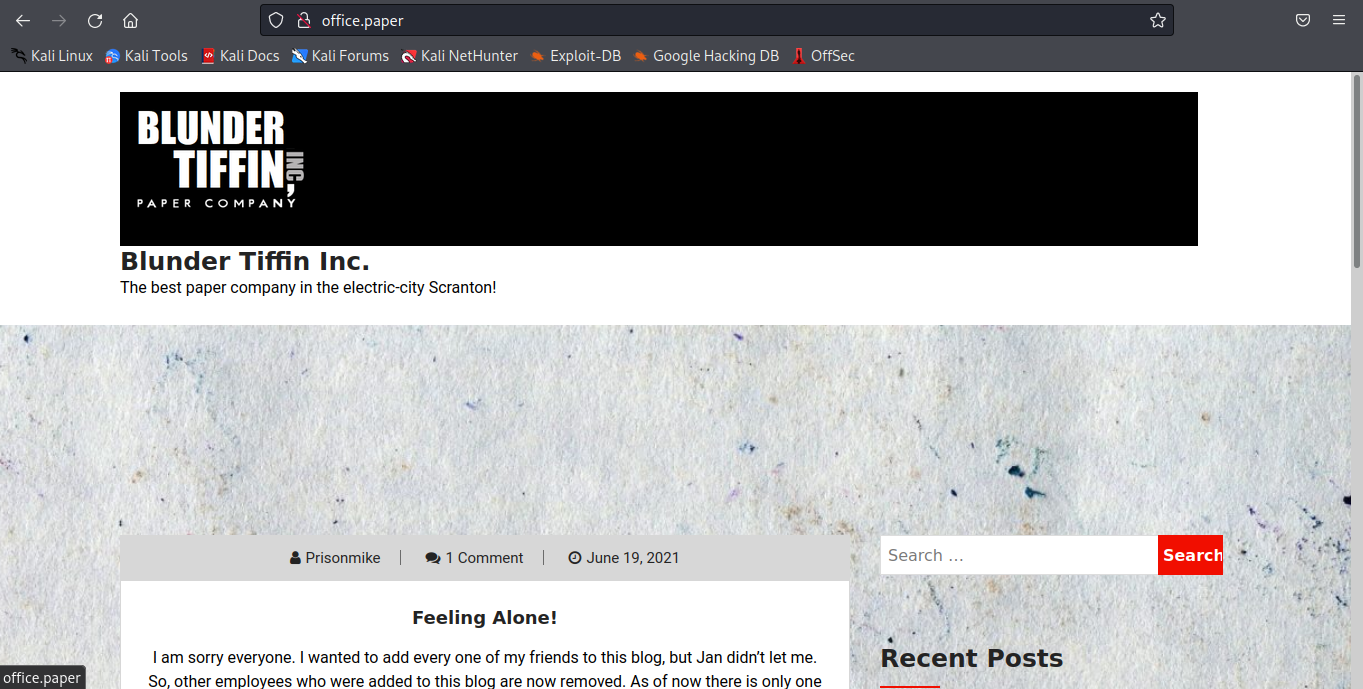 office.paper
Kali Linux Kali Tools Kali Docs Kali Forums Kali NetHunter Exploit-DB Google Hacking DB OffSec
BLUNDER
TIFFIN, INC
PAPER COMPANY
Blunder Tiffin Inc.
The best paper company in the electric-city Scranton!
Prisonmike | 1 Comment | June 19, 2021
Search …
Search
Feeling Alone!
I am sorry everyone. I wanted to add every one of my friends to this blog, but Jan didn’t let me.
So, other employees who were added to this blog are now removed. As of now there is only one
Recent Posts
office.paper